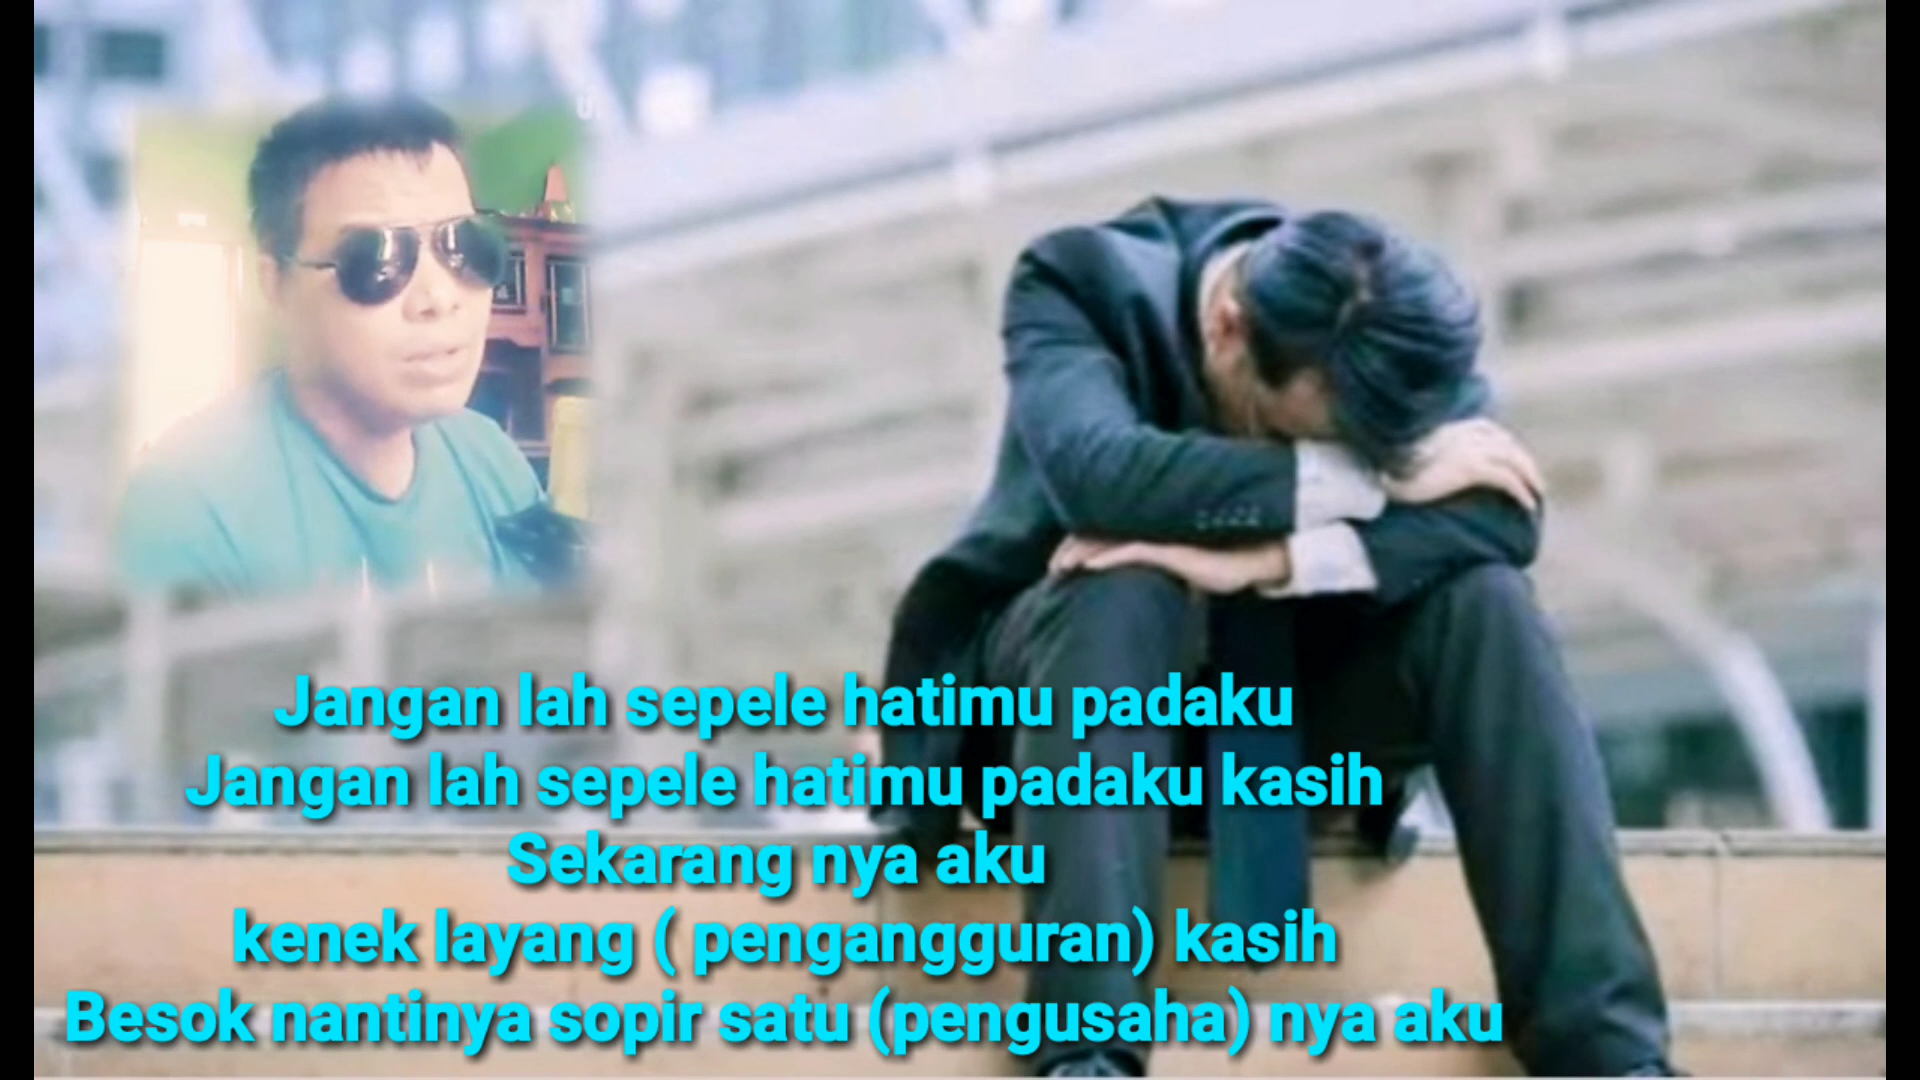 Jangan lah sepele hatimu padaku
Jangan lah sepele hatimu padaku kasih
Sekarang nya aku
kenek layang ( pengangguran) kasih
Besok nantinya sopir satu (pengusaha) nya aku